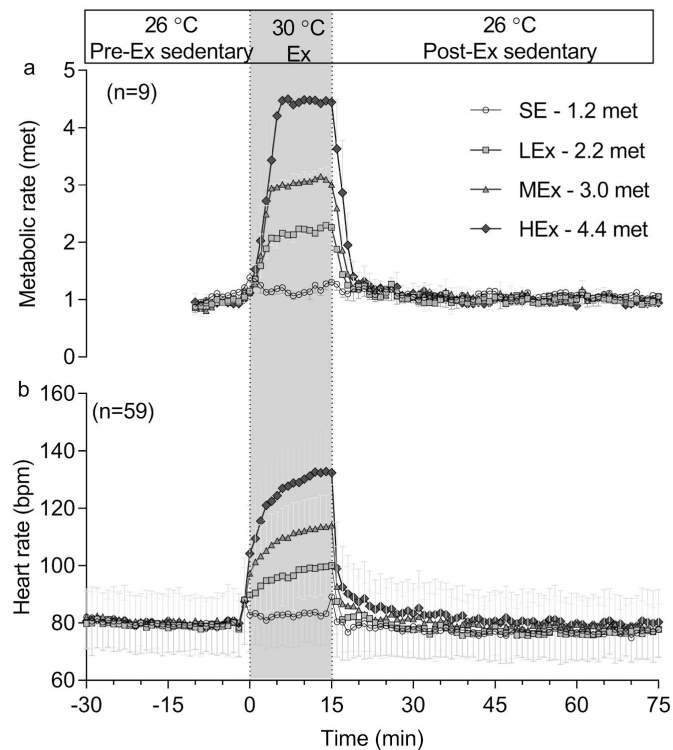 26 °C
Pre-Ex sedentary
30 °C
Ex
26 °C
Post-Ex sedentary
a
(n=9)
5
4
3
2
1
0
Metabolic rate (met)
SE - 1.2 met
LEx - 2.2 met
MEx - 3.0 met
HEx - 4.4 met
b
(n=59)
160
140
120
100
80
60
Heart rate (bpm)
-30 -15 0 15 30 45 60 75
Time (min)